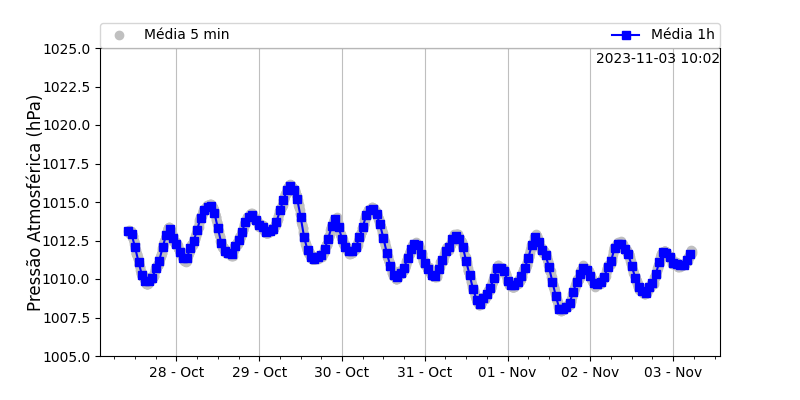 Média 5 min
Média 1h
2023-11-03 10:02
Pressão Atmosférica (hPa)
1025.0
1022.5
1020.0
1017.5
1015.0
1012.5
1010.0
1007.5
1005.0
28 - Oct
29 - Oct
30 - Oct
31 - Oct
01 - Nov
02 - Nov
03 - Nov